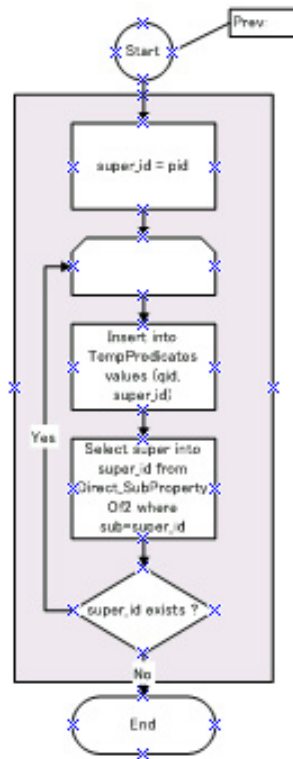 Prev:
Start
super_id = pid
Insert into
TempPredicates
values (qid,
super_id)
Yes
Select super into
super_id from
Direct_SubProperty
Of2 where
sub=super_id
super_id exists ?
No
End